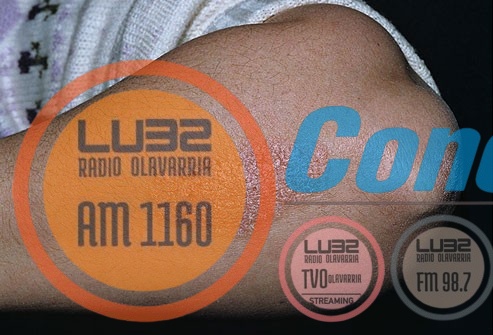 LU32
RADIO OLAVARRIA
AM 1160
Con
LU32
RADIO OLAVARRIA
TVO OLAVARRIA
STREAMING
LU32
RADIO OLAVARRIA
FM 98.7